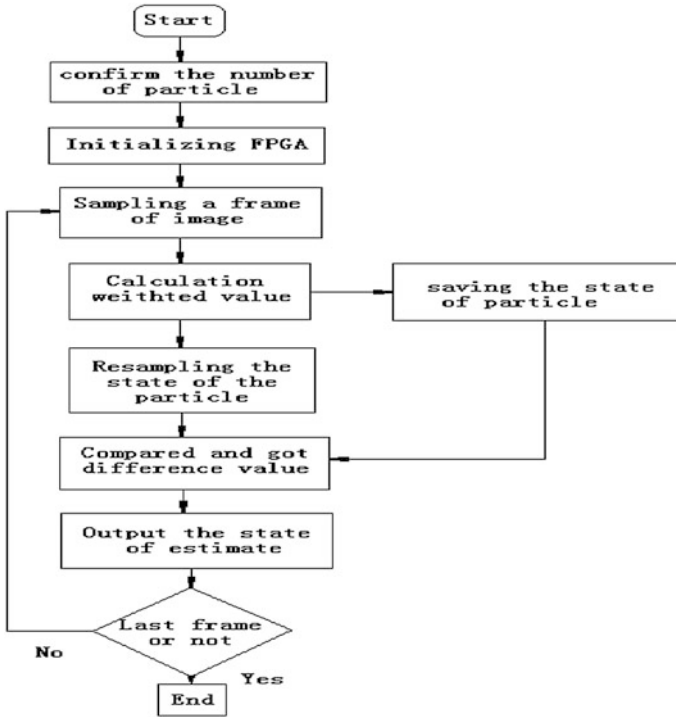 Start
confirm the number
of particle
Initializing FPGA
Sampling a frame
of image
Calculation
weithted value
saving the state
of particle
Resampling the
state of the
particle
Compared and got
difference value
Output the state
of estimate
Last frame
or not
No
Yes
End